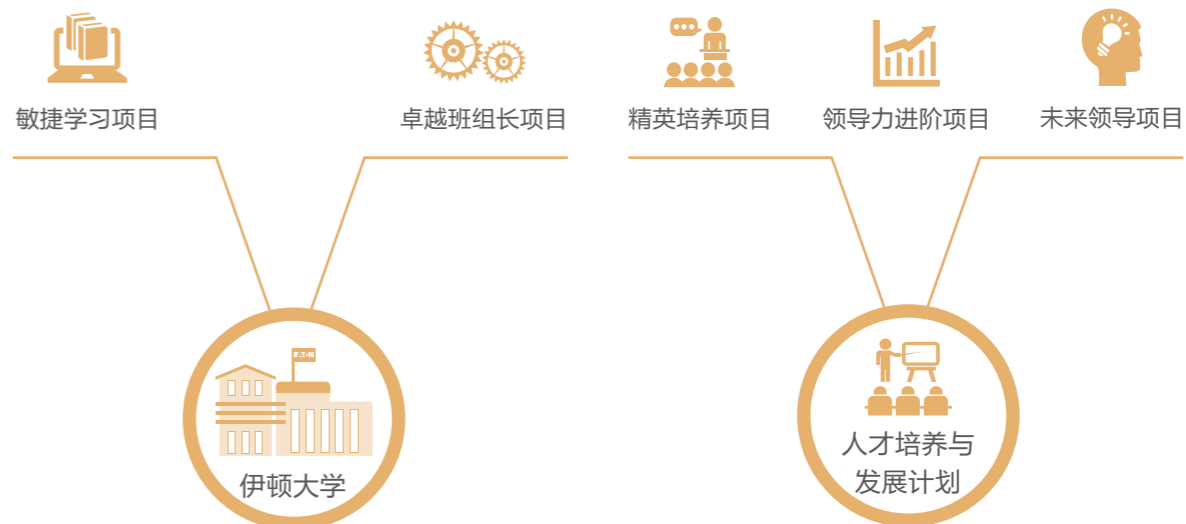 敏捷学习项目
卓越班组长项目
精英培养项目
领导力进阶项目
未来领导项目
伊顿大学
人才培养与
发展计划